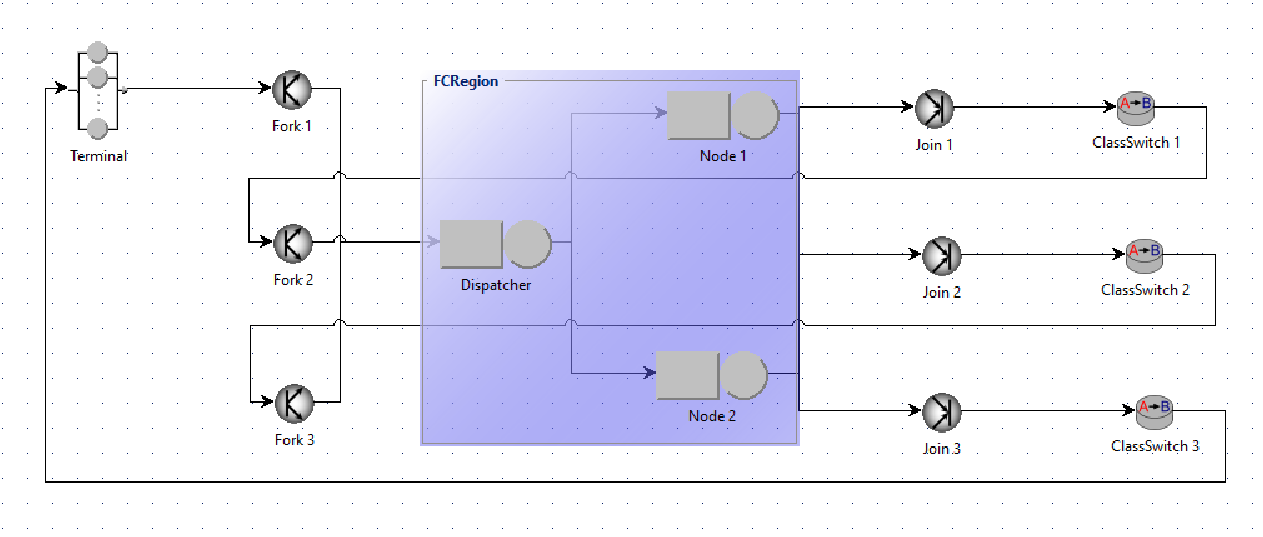 FCRegion
Terminal
Fork 1
Node 1
Join 1
A→B
ClassSwitch 1
Fork 2
Dispatcher
Join 2
A→B
ClassSwitch 2
Fork 3
Node 2
Join 3
A→B
ClassSwitch 3